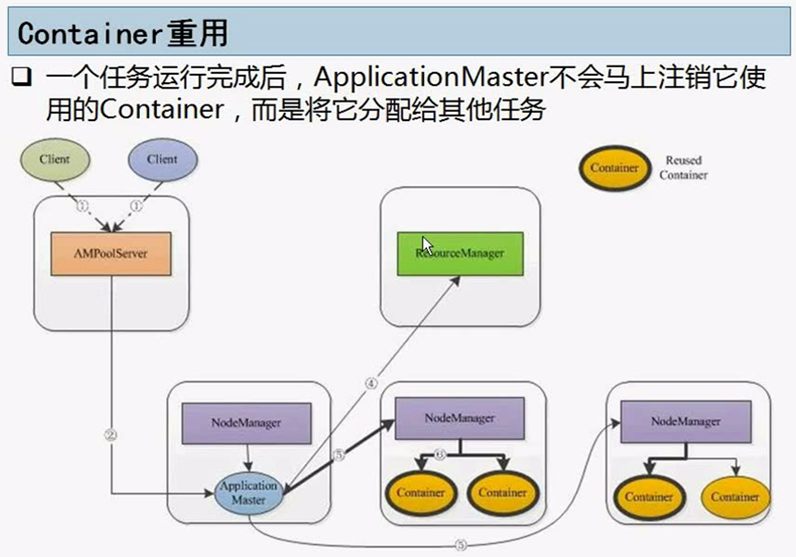 Container重用
一个任务运行完成后，ApplicationMaster不会马上注销它使
用的Container，而是将它分配给其他任务
Client
Client
Container
Reused
Container
①
①
AMPoolServer
ResourceManager
④
NodeManager
NodeManager
NodeManager
②
⑤
⑥
Application
Master
Container
Container
Container
Container
⑤